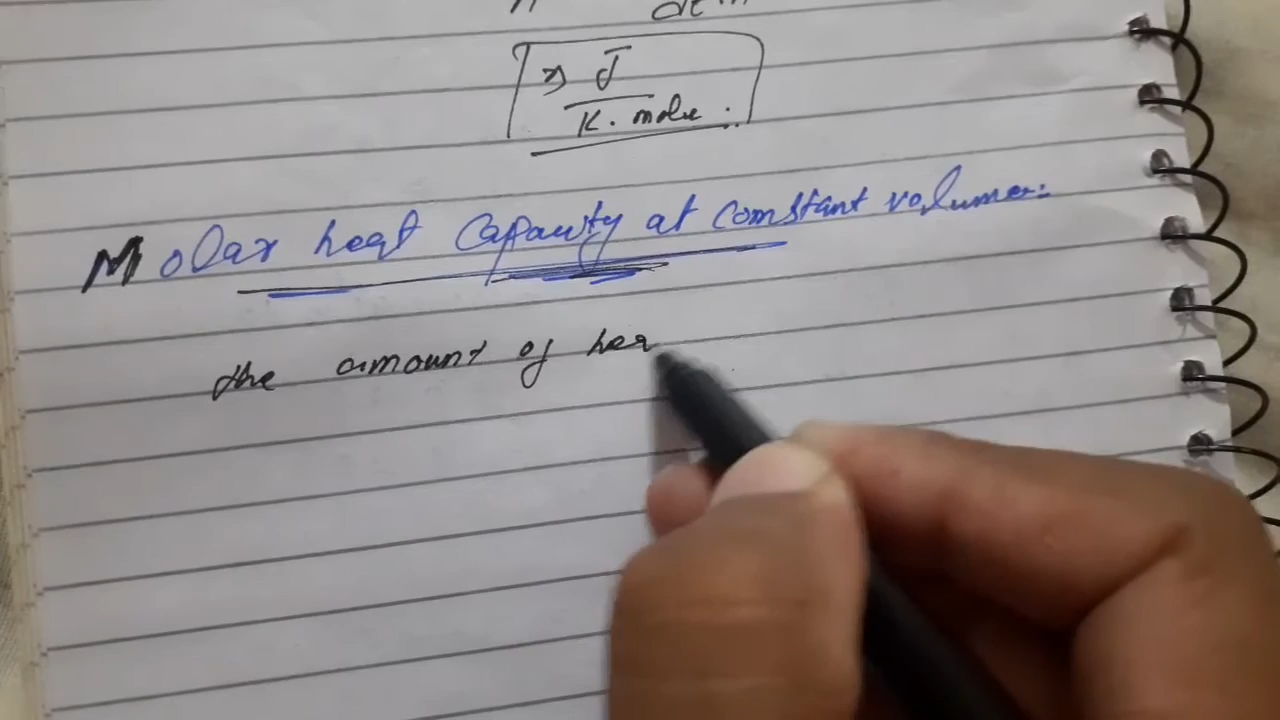 J
K. mole.
Molar heat capacity at constant volume:
the amount of hea